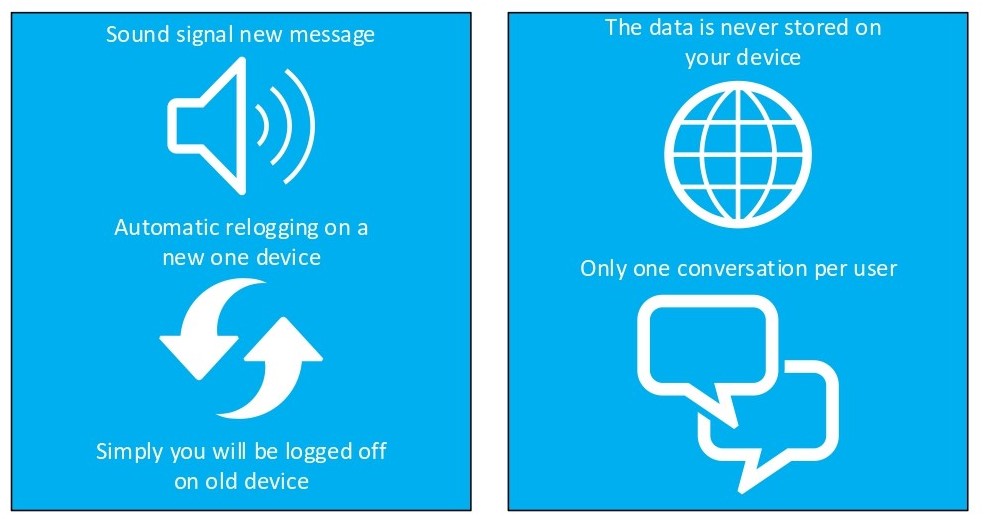 Sound signal new message
Automatic relogging on a
new one device
Simply you will be logged off
on old device
The data is never stored on
your device
Only one conversation per user